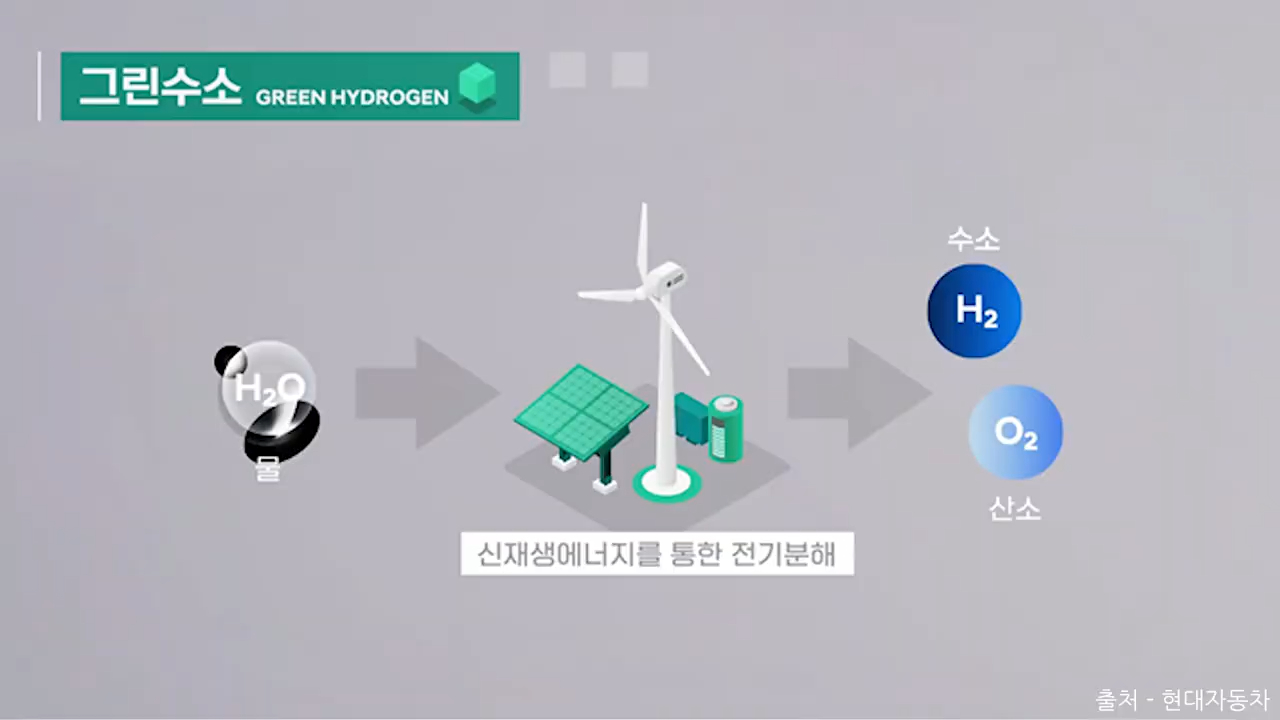 그린수소 GREEN HYDROGEN
H₂O
물
신재생에너지를 통한 전기분해
수소
H₂
O₂
산소
출처 - 현대자동차